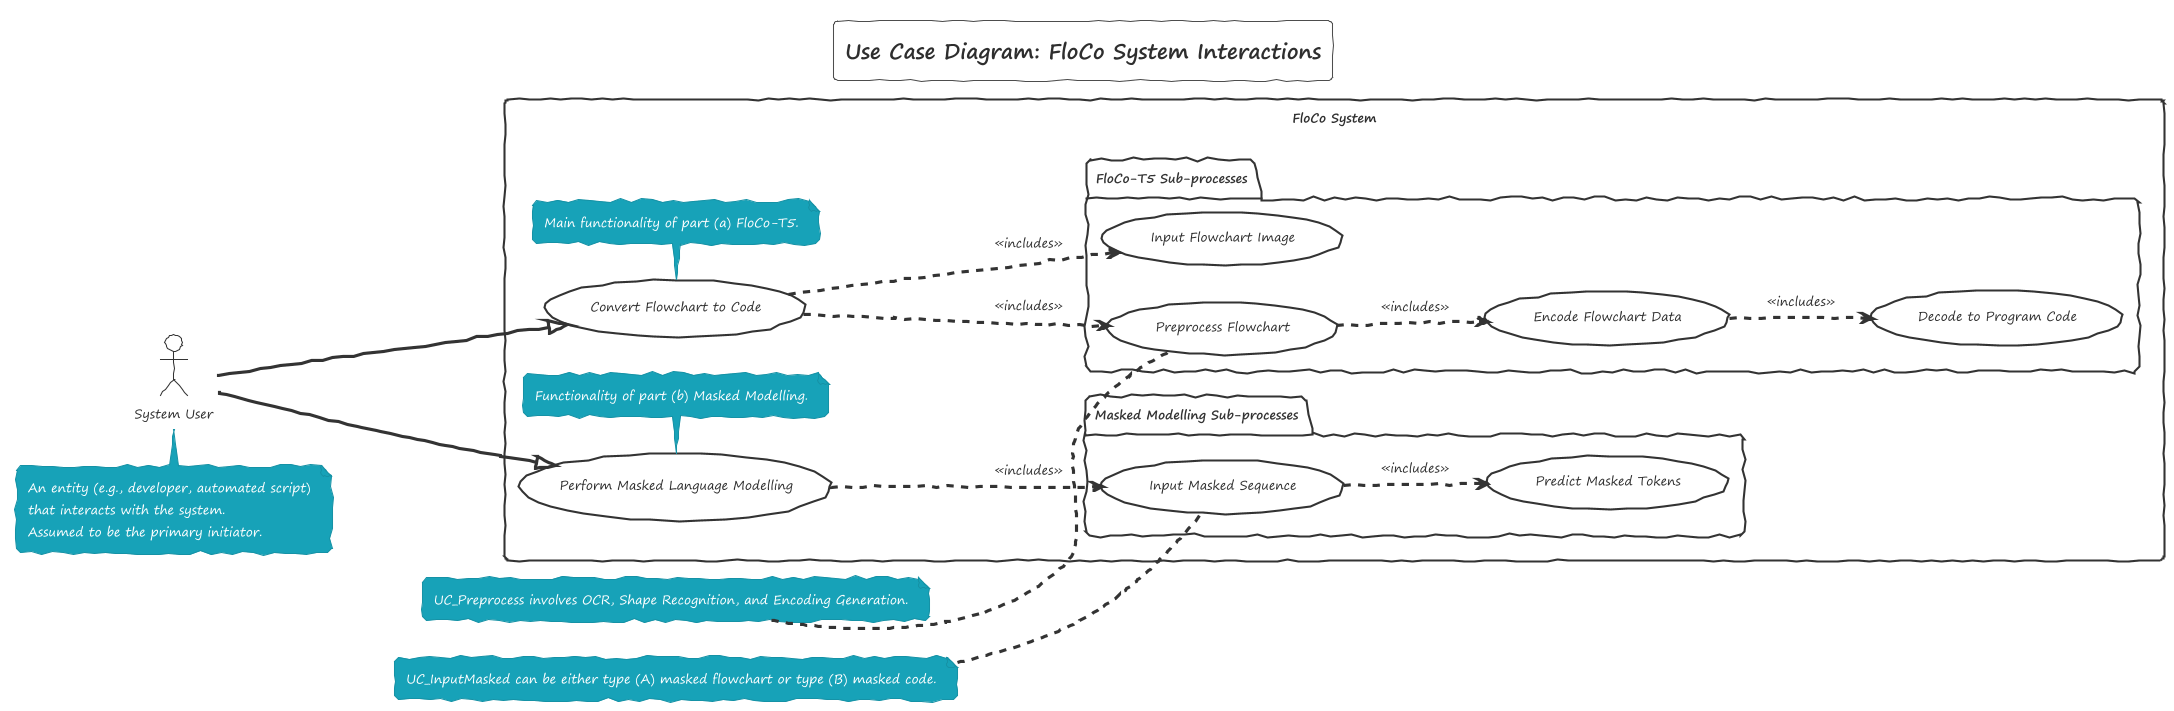 Use Case Diagram: FloCo System Interactions
FloCo System
FloCo-T5 Sub-processes
Main functionality of part (a) FloCo-T5.
«includes»
Input Flowchart Image
Convert Flowchart to Code
«includes»
Preprocess Flowchart
«includes»
Encode Flowchart Data
«includes»
Decode to Program Code
System User
An entity (e.g., developer, automated script)
that interacts with the system.
Assumed to be the primary initiator.
Functionality of part (b) Masked Modelling.
Masked Modelling Sub-processes
Perform Masked Language Modelling
«includes»
Input Masked Sequence
«includes»
Predict Masked Tokens
UC_Preprocess involves OCR, Shape Recognition, and Encoding Generation.
UC_InputMasked can be either type (A) masked flowchart or type (B) masked code.